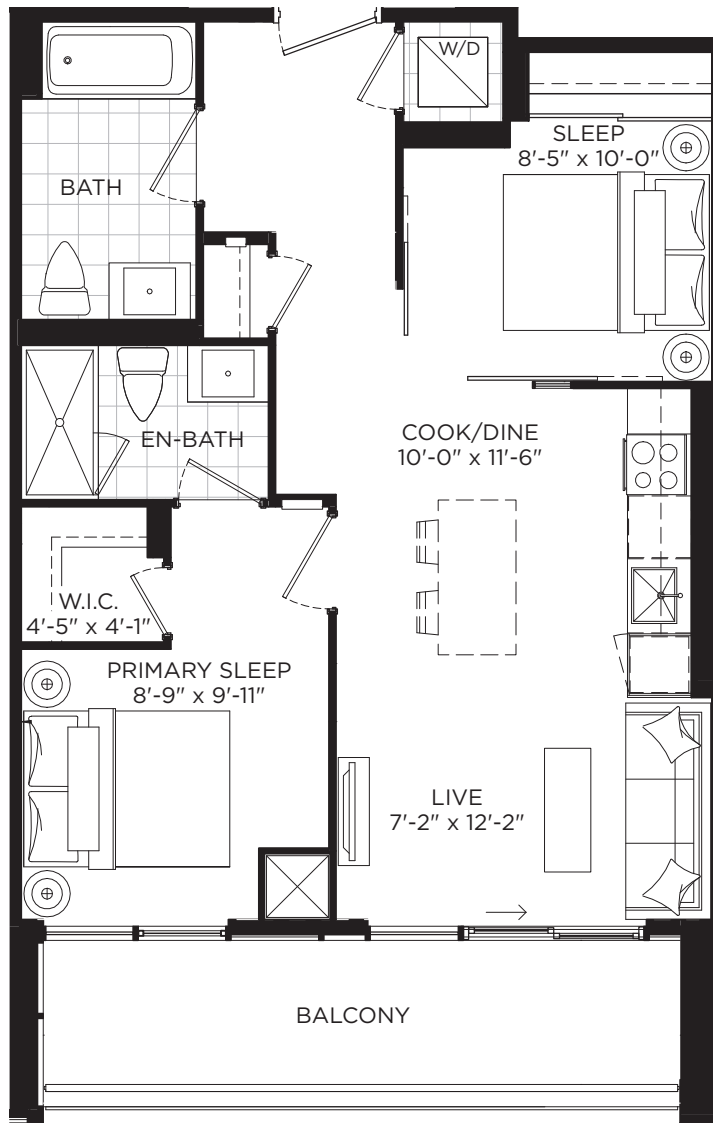 W/D
SLEEP
8'-5" x 10'-0"
BATH
EN-BATH
COOK/DINE
10'-0" x 11'-6"
W.I.C.
4'-5" x 4'-1"
PRIMARY SLEEP
8'-9" x 9'-11"
LIVE
7'-2" x 12'-2"
BALCONY